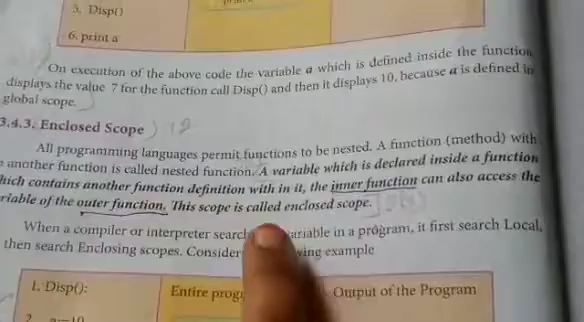 5. Disp()
6. print a
On execution of the above code the variable a which is defined inside the function
displays the value 7 for the function call Disp() and then it displays 10, because a is defined in
global scope.
3.4.3. Enclosed Scope
All programming languages permit functions to be nested. A function (method) with
another function is called nested function. A variable which is declared inside a function
which contains another function definition with in it, the inner function can also access the
variable of the outer function. This scope is called enclosed scope.
When a compiler or interpreter search variable in a program, it first search Local,
then search Enclosing scopes. Consider example
1. Disp():
Entire Output of the Program
2. a=10